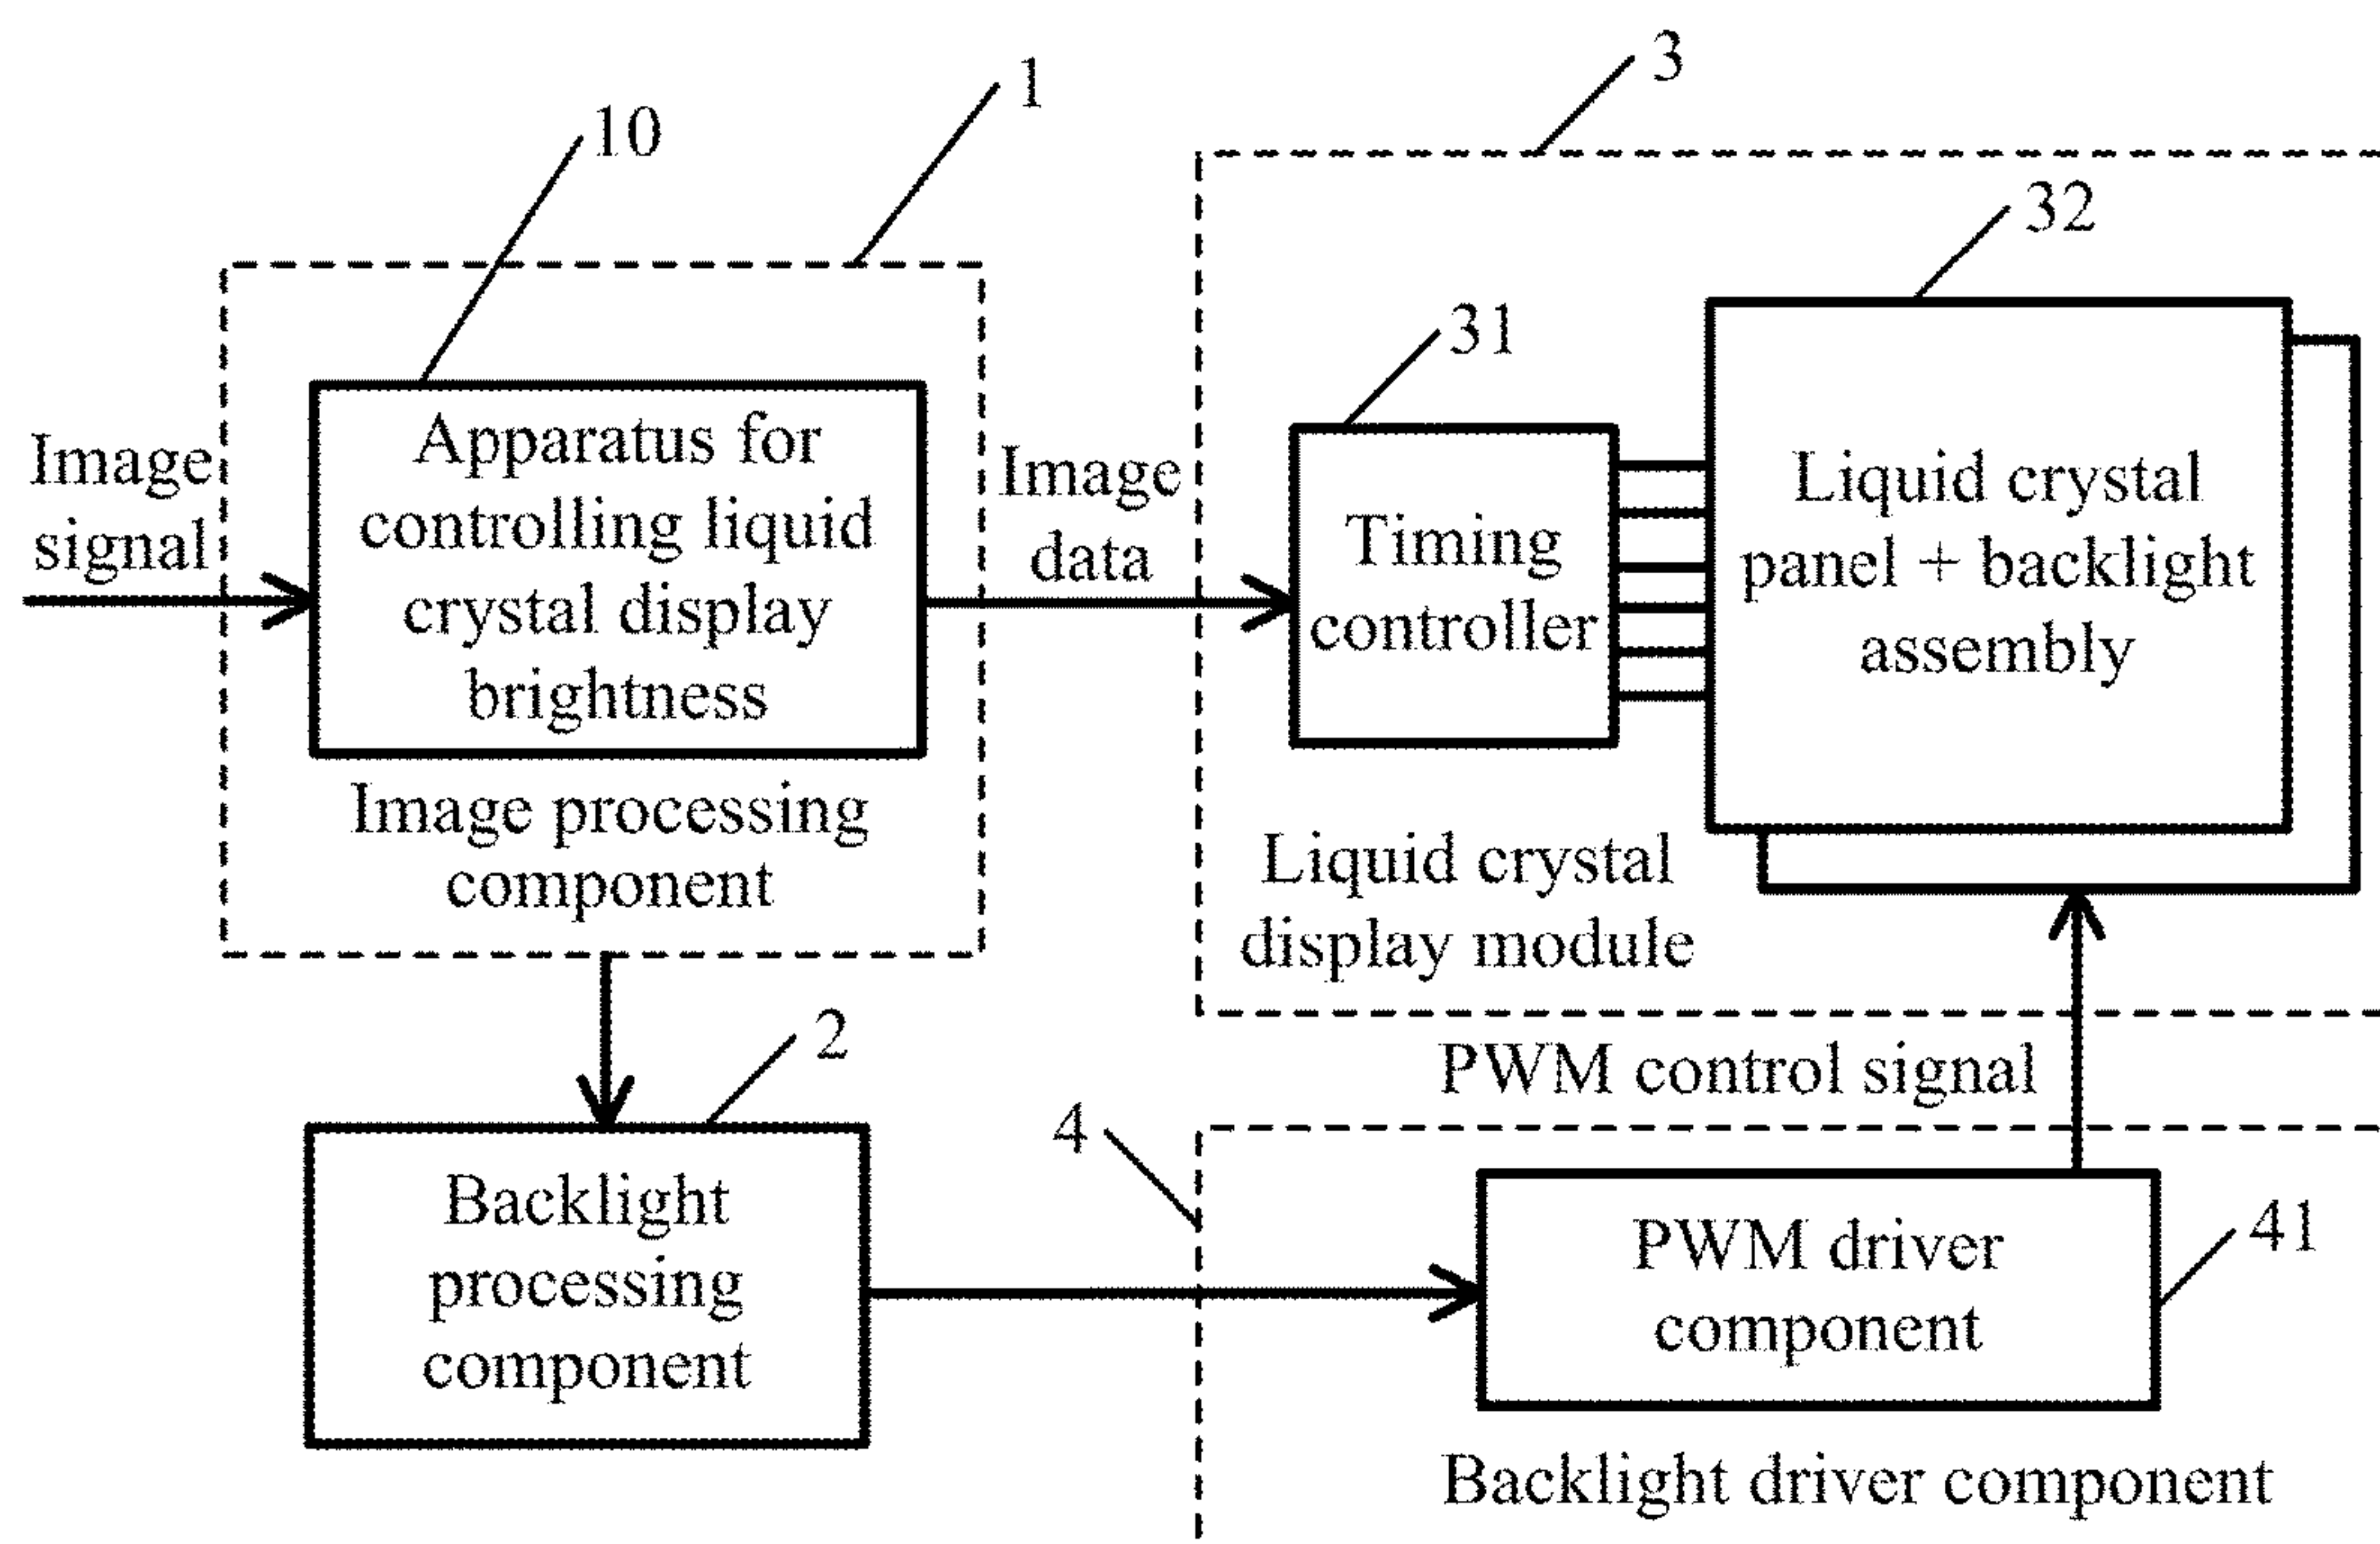 3
1
10
32
31
Image
signal
Apparatus for
controlling liquid
crystal display
brightness
Image processing
component
Image
data
Timing
controller
Liquid crystal
panel + backlight
assembly
Liquid crystal
display module
2
Backlight
processing
component
PWM control signal
4
PWM driver
component
41
Backlight driver component